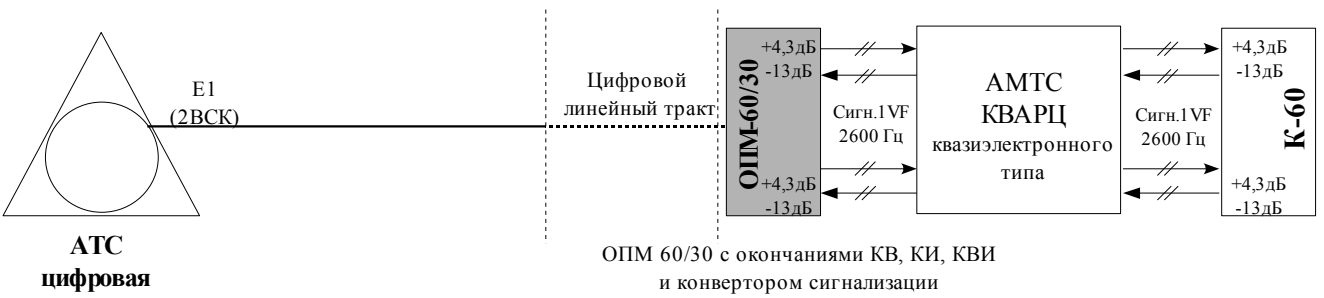 E1
(2ВСК)
АТС
цифровая
Цифровой
линейный тракт
ОПМ-60/30
+4,3дБ
-13дБ
+4,3дБ
-13дБ
Сигн.1VF
2600 Гц
АМТС
КВАРЦ
квазиэлектронного
типа
Сигн.1VF
2600 Гц
+4,3дБ
-13дБ
К-60
+4,3дБ
-13дБ
ОПМ 60/30 с окончаниями КВ, КИ, КВИ
и конвертором сигнализации